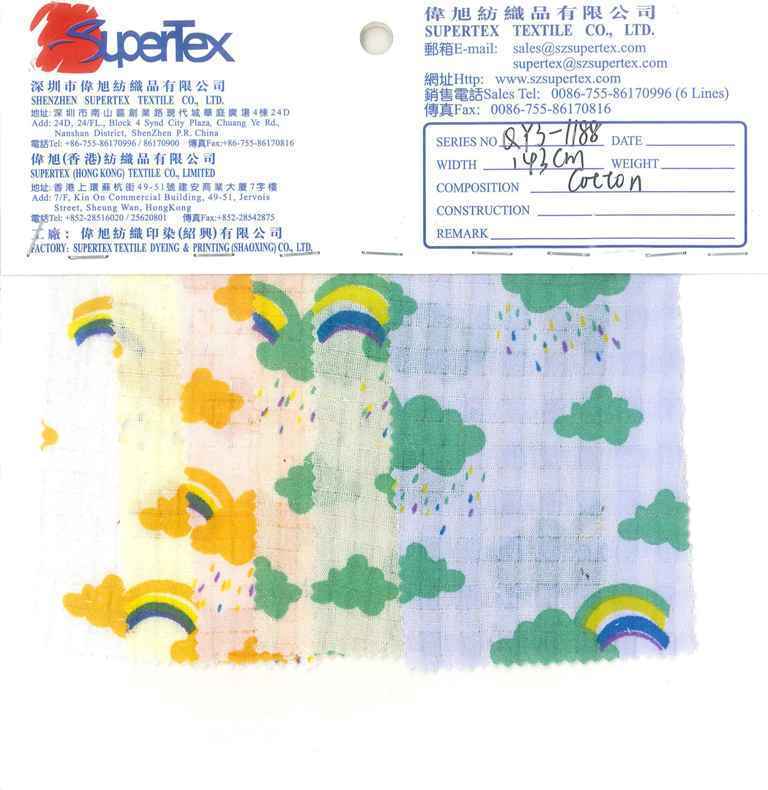 SuperTex
深圳市偉旭紡織品有限公司
SHENZHEN SUPERTEX TEXTILE CO., LTD.
地址:深圳市南山區創業路現代城華庭廣場4棟24D
Add: 24D, 24/FL., Block 4 Synd City Plaza, Chuang Ye Rd.,
Nanshan District, ShenZhen P.R. China
電話Tel: +86-755-86170996 / 86170900 傳真Fax:+86-755-86170816
偉旭(香港)紡織品有限公司
SUPERTEX (HONG KONG) TEXTILE CO., LIMITED
地址:香港上環蘇杭街49-51號建安商業大廈7字樓
Add: 7/F, Kin On Commercial Building, 49-51, Jervois
Street, Sheung Wan, HongKong
電話Tel: +852-28516020 / 25620801 傳真Fax:+852-28542875
工廠: 偉旭紡織印染(紹興)有限公司
FACTORY: SUPERTEX TEXTILE DYEING & PRINTING (SHAOXING) CO., LTD.
偉旭紡織品有限公司
SUPERTEX TEXTILE CO., LTD.
郵箱E-mail: sales@szsupertex.com
supertex@szsupertex.com
網址Http: www.szsupertex.com
銷售電話Sales Tel: 0086-755-86170996 (6 Lines)
傳真Fax: 0086-755-86170816
SERIES NO. QY3-1188 DATE
WIDTH 143cm WEIGHT
COMPOSITION Cotton
CONSTRUCTION
REMARK